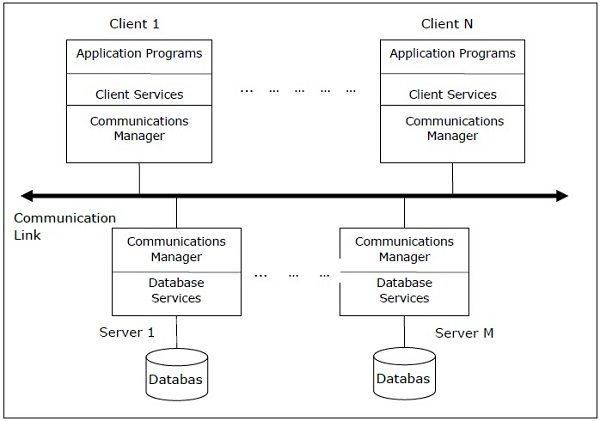 Client 1
Client N
Application Programs
Client Services
Communications
Manager
... ... ... ... ...
Application Programs
Client Services
Communications
Manager
Communication
Link
Communications
Manager
Database
Services
... ... ...
Communications
Manager
Database
Services
Server 1
Server M
Databas
Databas